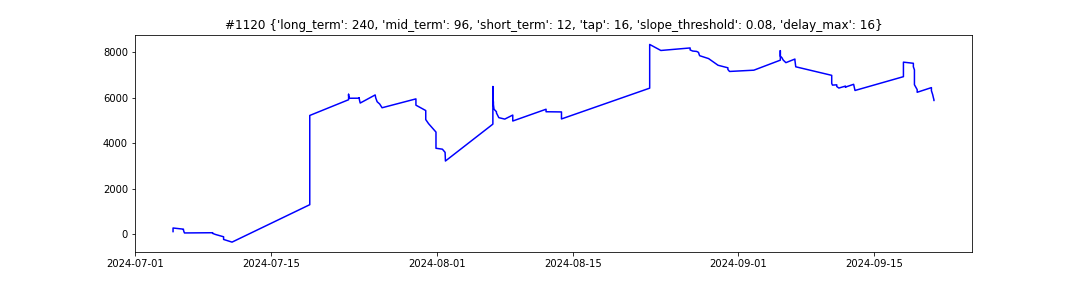 #1120 {'long_term': 240, 'mid_term': 96, 'short_term': 12, 'tap': 16, 'slope_threshold': 0.08, 'delay_max': 16}
8000
6000
4000
2000
0
2024-07-01 2024-07-15 2024-08-01 2024-08-15 2024-09-01 2024-09-15